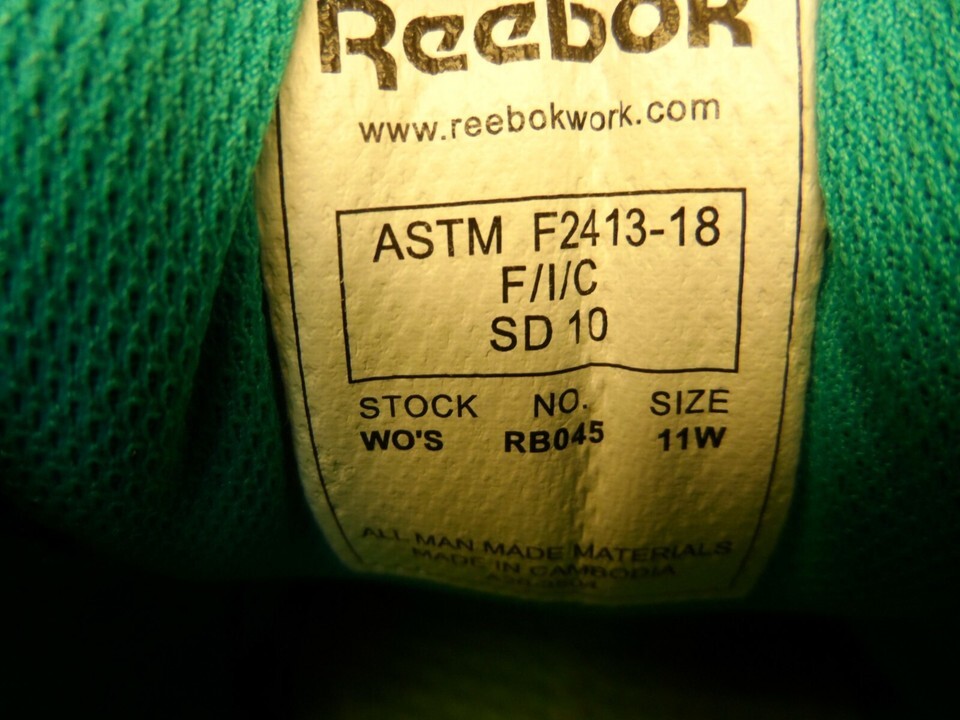 Reebok
www.reebokwork.com
ASTM F2413-18
F/I/C
SD 10
STOCK NO. SIZE
WO'S RB045 11W
ALL MAN MADE MATERIALS
MADE IN CAMBODIA